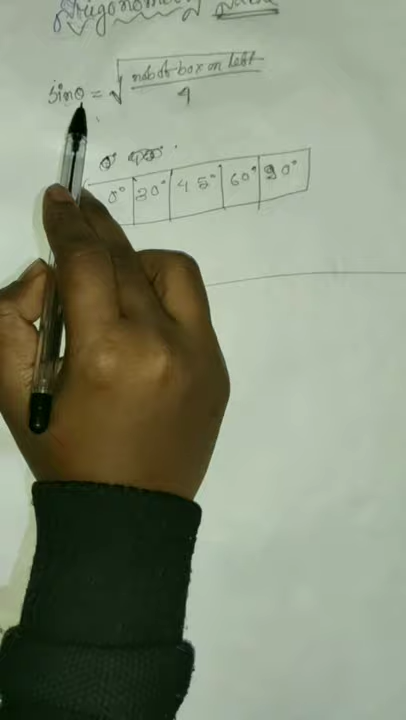 Trigonometry
sinθ = √no. of box on left / 4
0° 30° 45° 60° 90°